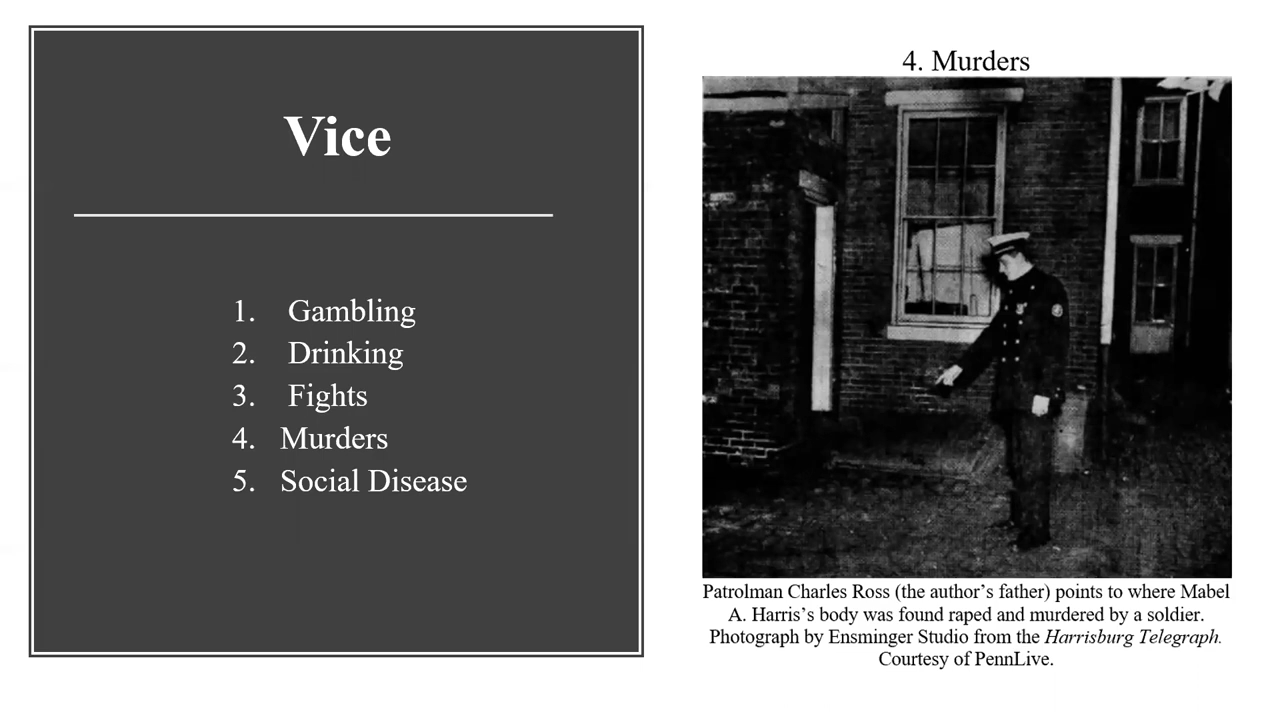 Vice
1. Gambling
2. Drinking
3. Fights
4. Murders
5. Social Disease
4. Murders
Patrolman Charles Ross (the author’s father) points to where Mabel
A. Harris’s body was found raped and murdered by a soldier.
Photograph by Ensminger Studio from the Harrisburg Telegraph.
Courtesy of PennLive.